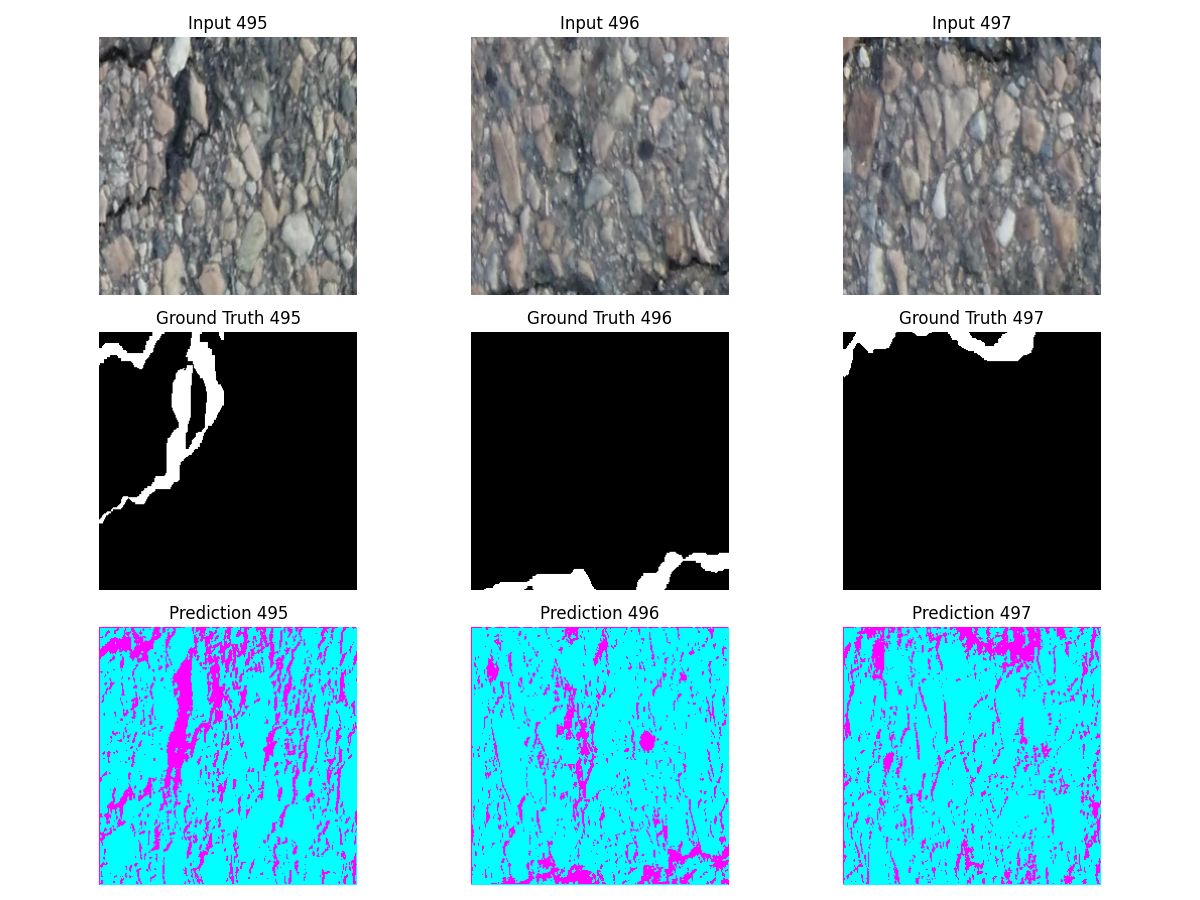 Input 495
Input 496
Input 497
Ground Truth 495
Ground Truth 496
Ground Truth 497
Prediction 495
Prediction 496
Prediction 497